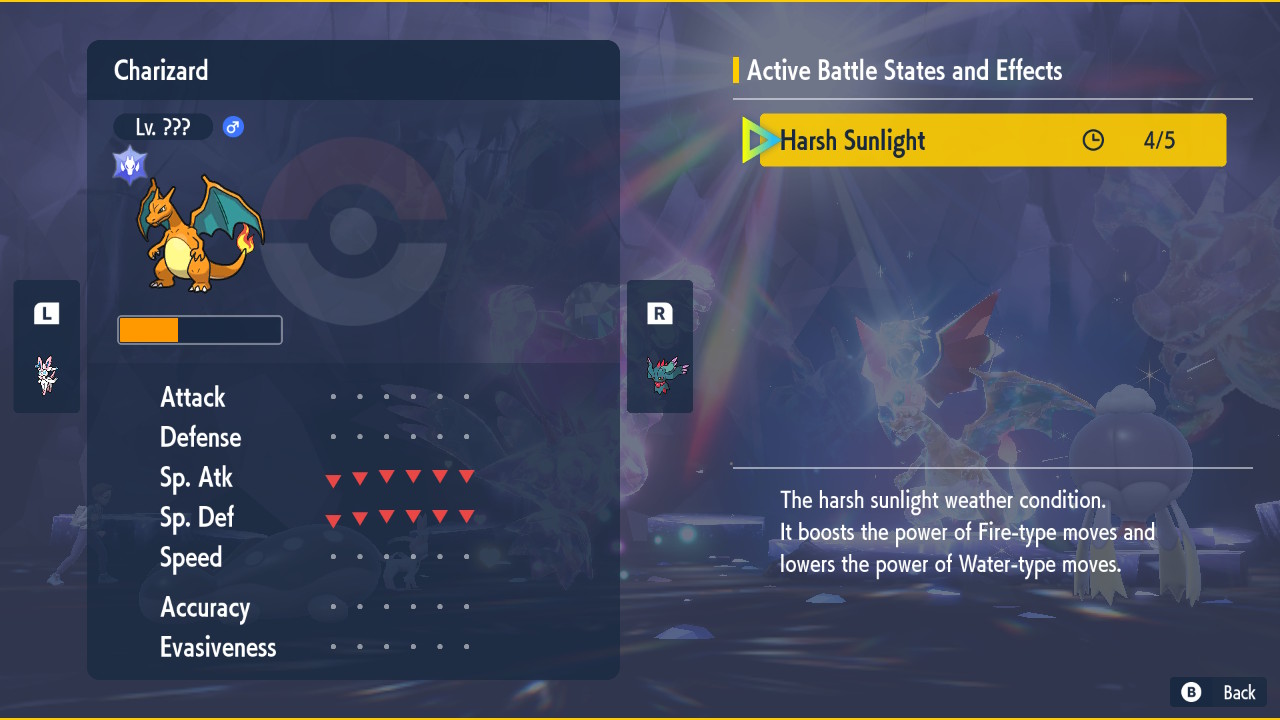 Charizard
Lv. ???
L
Attack
Defense
Sp. Atk
Sp. Def
Speed
Accuracy
Evasiveness
R
Active Battle States and Effects
Harsh Sunlight 4/5
The harsh sunlight weather condition.
It boosts the power of Fire-type moves and
lowers the power of Water-type moves.
B Back